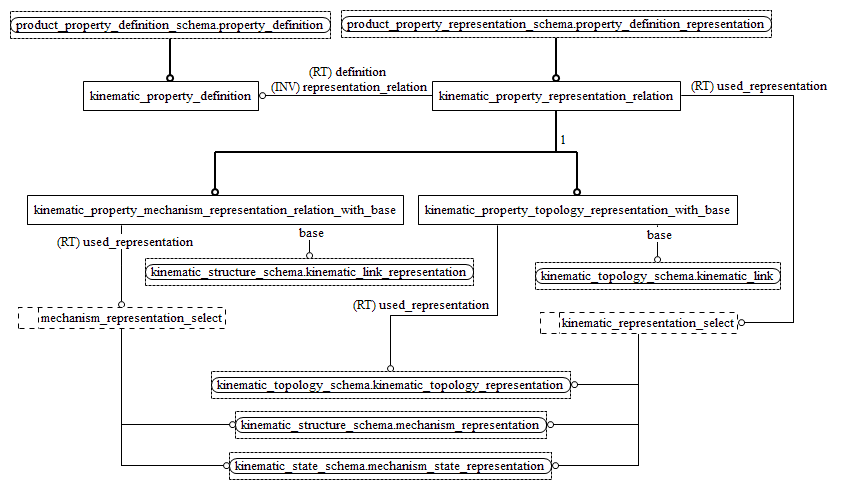 product_property_definition_schema.property_definition
product_property_representation_schema.property_definition_representation
(RT) definition
(INV) representation_relation
(RT) used_representation
kinematic_property_definition
kinematic_property_representation_relation
1
kinematic_property_mechanism_representation_relation_with_base
kinematic_property_topology_representation_with_base
(RT) used_representation
base
base
kinematic_structure_schema.kinematic_link_representation
kinematic_topology_schema.kinematic_link
(RT) used_representation
mechanism_representation_select
kinematic_representation_select
kinematic_topology_schema.kinematic_topology_representation
kinematic_structure_schema.mechanism_representation
kinematic_state_schema.mechanism_state_representation